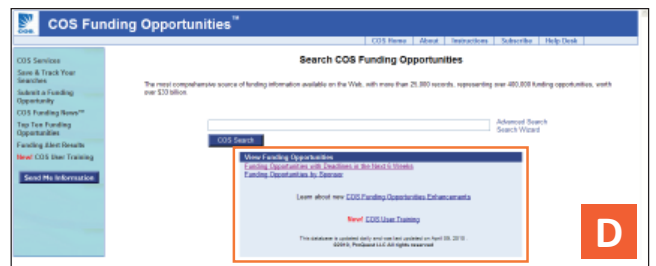 COS
COS Funding Opportunities™
COS Home | About | Instructions | Subscribe | Help Desk
COS Services
Save & Track Your
Searches
Submit a Funding
Opportunity
COS Funding News™
Top Ten Funding
Opportunities
Funding Alert Results
New! COS User Training
Send Me Information
Search COS Funding Opportunities
The most comprehensive source of funding information available on the Web, with more than 25,000 records, representing over 400,000 funding opportunities, worth
over $33 billion.
Advanced Search
Search Wizard
COS Search
View Funding Opportunities
Funding Opportunities with Deadlines in the Next 6 Weeks
Funding Opportunities by Sponsor
Learn about new COS Funding Opportunities Enhancements
New! COS User Training
This database is updated daily and was last updated on April 09, 2010.
©2010, ProQuest LLC All rights reserved
D